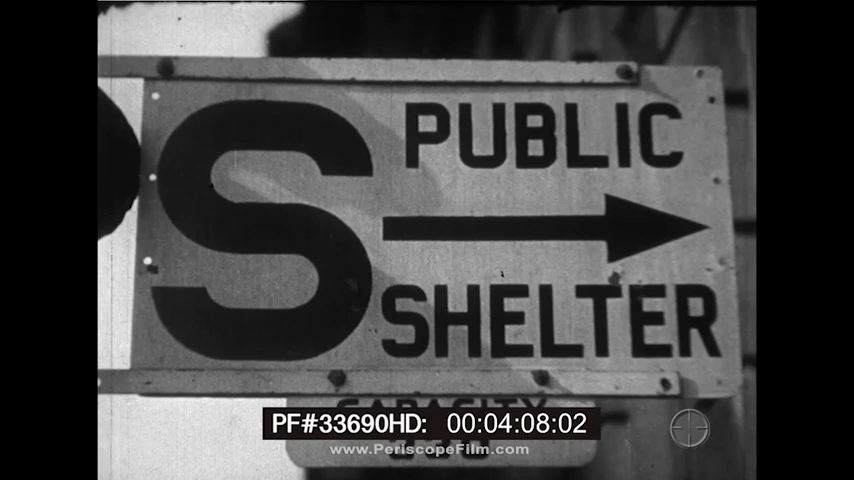 S
PUBLIC
SHELTER
CAPACITY
PF#33690HD: 00:04:08:02
www.PeriscopeFilm.com